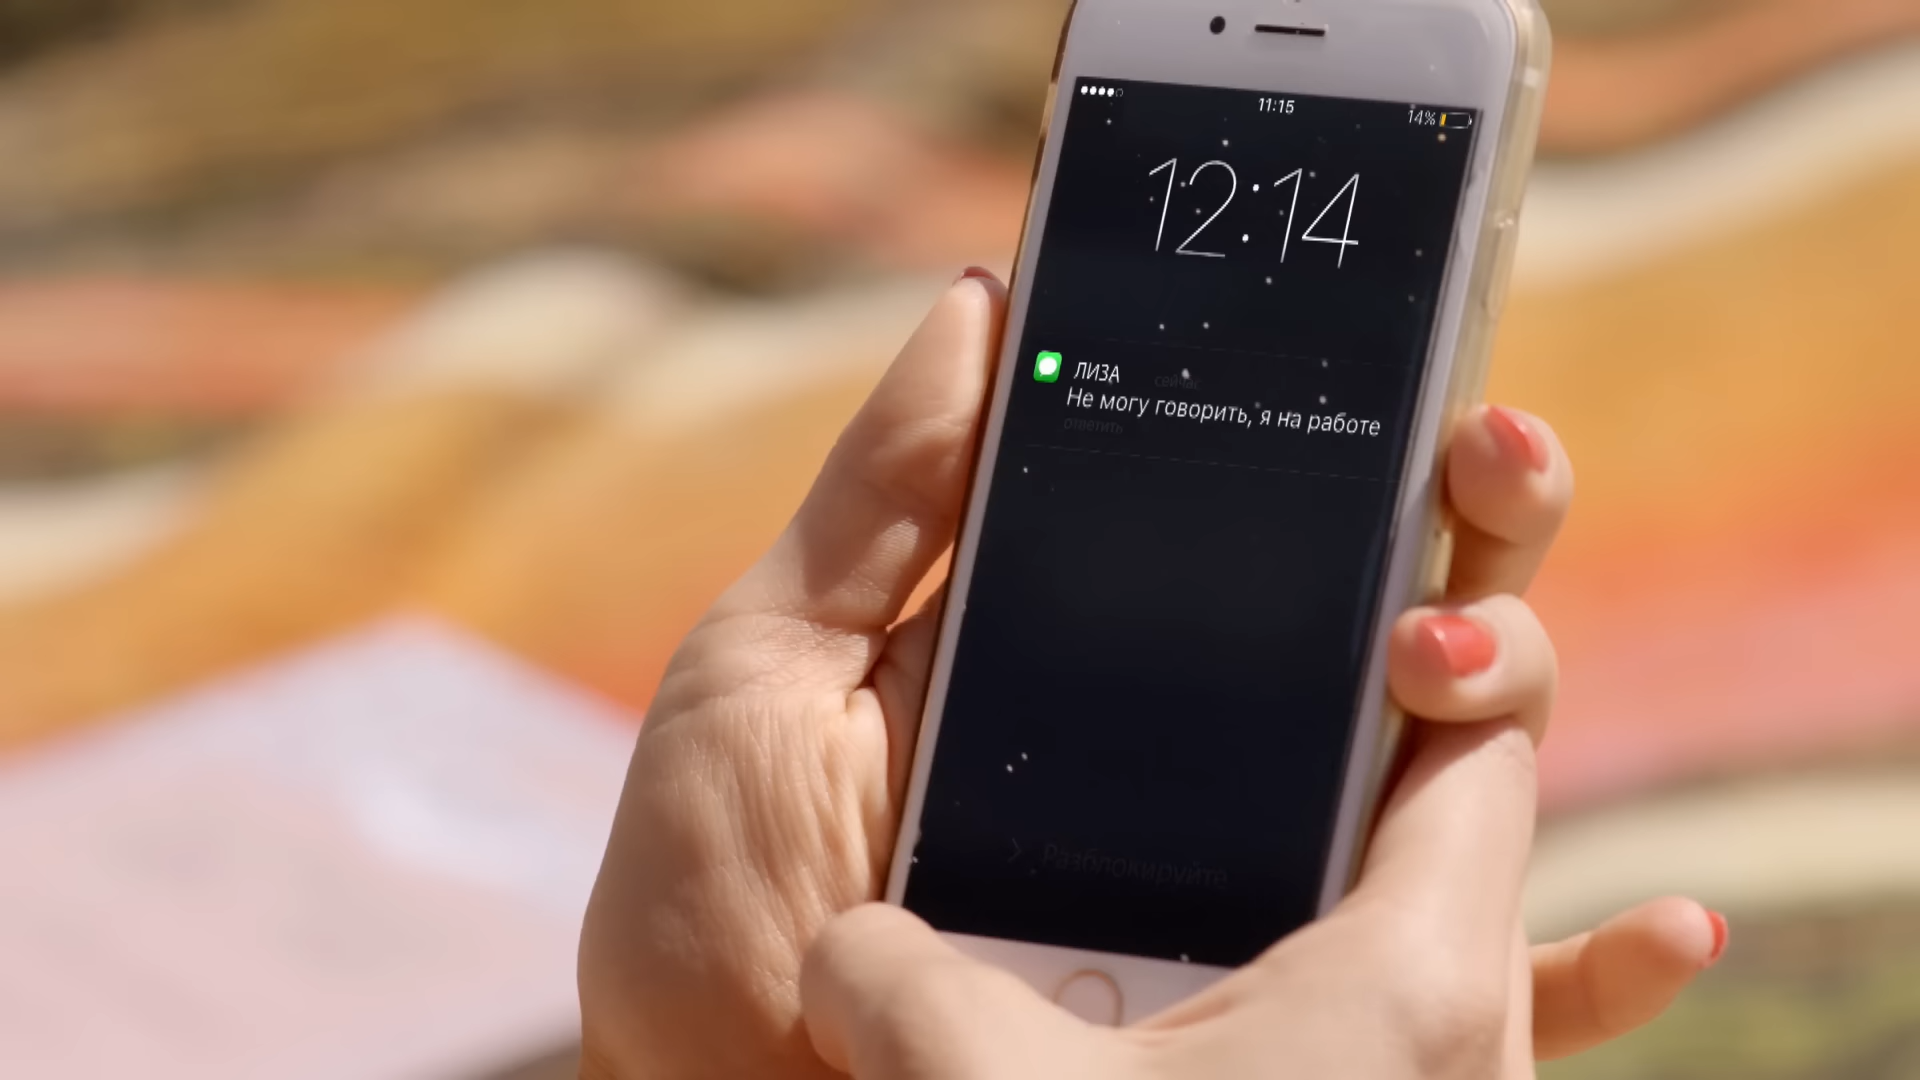 11:15
14%
12:14
ЛИЗА сейчас
Не могу говорить, я на работе
ответить
> Разблокируйте